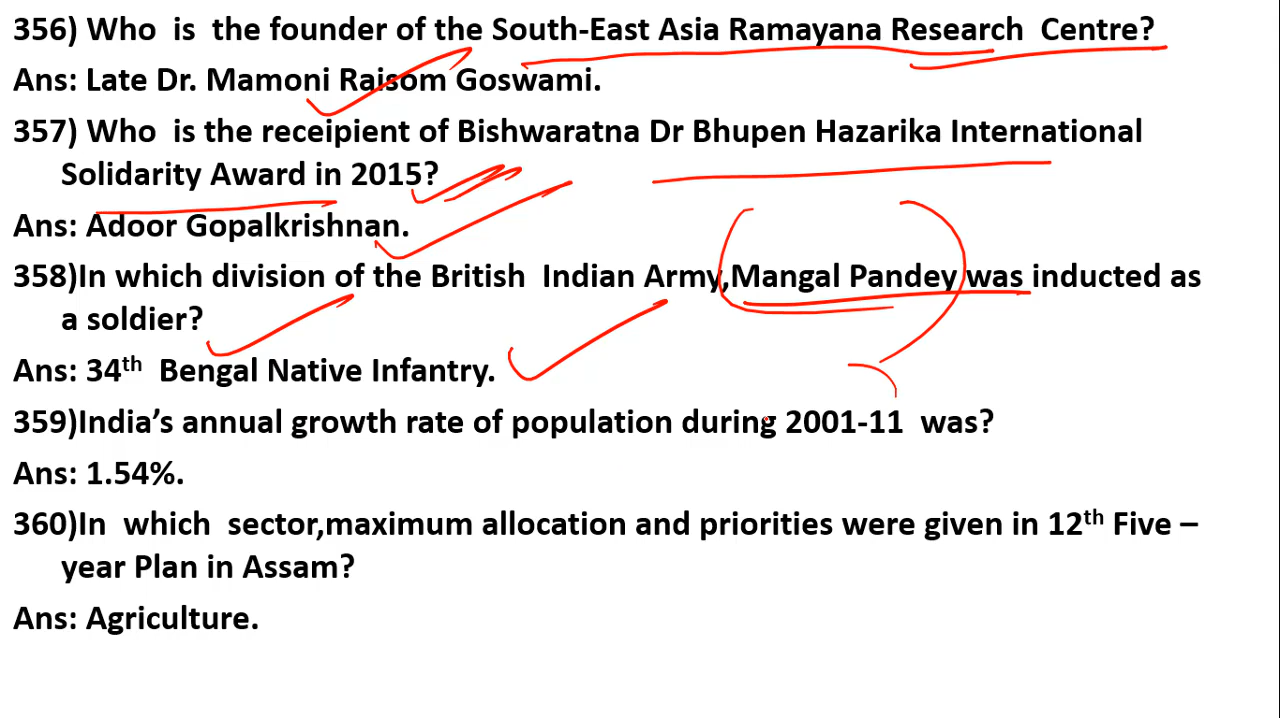 356) Who is the founder of the South-East Asia Ramayana Research Centre?
Ans: Late Dr. Mamoni Raisom Goswami.
357) Who is the receipient of Bishwaratna Dr Bhupen Hazarika International
Solidarity Award in 2015?
Ans: Adoor Gopalkrishnan.
358)In which division of the British Indian Army,Mangal Pandey was inducted as
a soldier?
Ans: 34th Bengal Native Infantry.
359)India’s annual growth rate of population during 2001-11 was?
Ans: 1.54%.
360)In which sector,maximum allocation and priorities were given in 12th Five –
year Plan in Assam?
Ans: Agriculture.